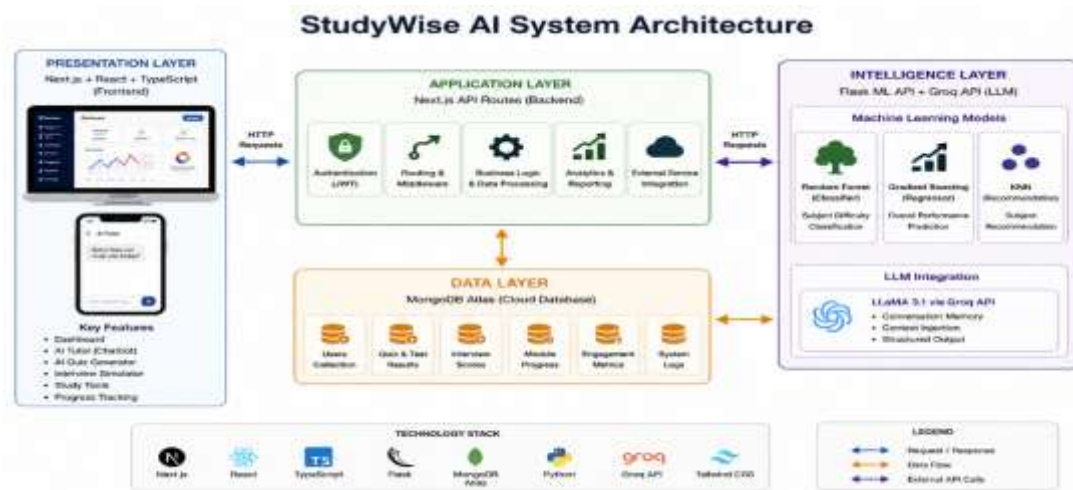 StudyWise AI System Architecture
PRESENTATION LAYER
Next.js + React + TypeScript
(Frontend)
Key Features
Dashboard
AI Tutor (Chatbot)
AI Quiz Generator
Interview Simulator
Study Tools
Progress Tracking
HTTP
Requests
APPLICATION LAYER
Next.js API Routes (Backend)
Authentication
(JWT)
Routing &
Middleware
Business Logic
& Data Processing
Analytics &
Reporting
External Service
Integration
HTTP
Requests
DATA LAYER
MongoDB Atlas (Cloud Database)
Users
Collection
Quiz & Test
Results
Interview
Scores
Module
Progress
Engagement
Metrics
System
Logs
INTELLIGENCE LAYER
Flask ML API + Groq API (LLM)
Machine Learning Models
Random Forest
(Classifier)
Subject Difficulty
Classification
Gradient Boosting
(Regressor)
Overall Performance
Prediction
KNN
(Recommendation)
Subject
Recommendation
LLM Integration
LLaMA 3.1 via Groq API
Conversation Memory
Context Injection
Structured Output
TECHNOLOGY STACK
TS
groq
Next.js
React
TypeScript
Flask
MongoDB
Atlas
Python
Groq API
Tailwind CSS
LEGEND
Request / Response
Data Flow
External API Calls